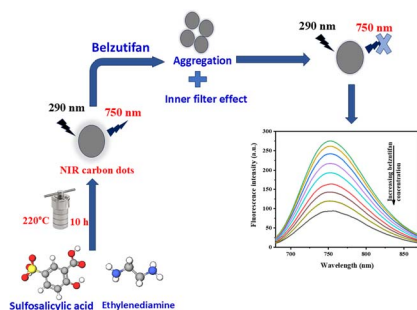 Belzutifan
290 nm
750 nm
Aggregation
Inner filter effect
290 nm
750 nm
NIR carbon dots
220°C
10 h
Sulfosalicylic acid
Ethylenediamine
Fluorescence intensity (a.u.)
300
250
200
150
100
50
0
Increasing belzutifan
concentration
700
750
800
850
Wavelength (nm)